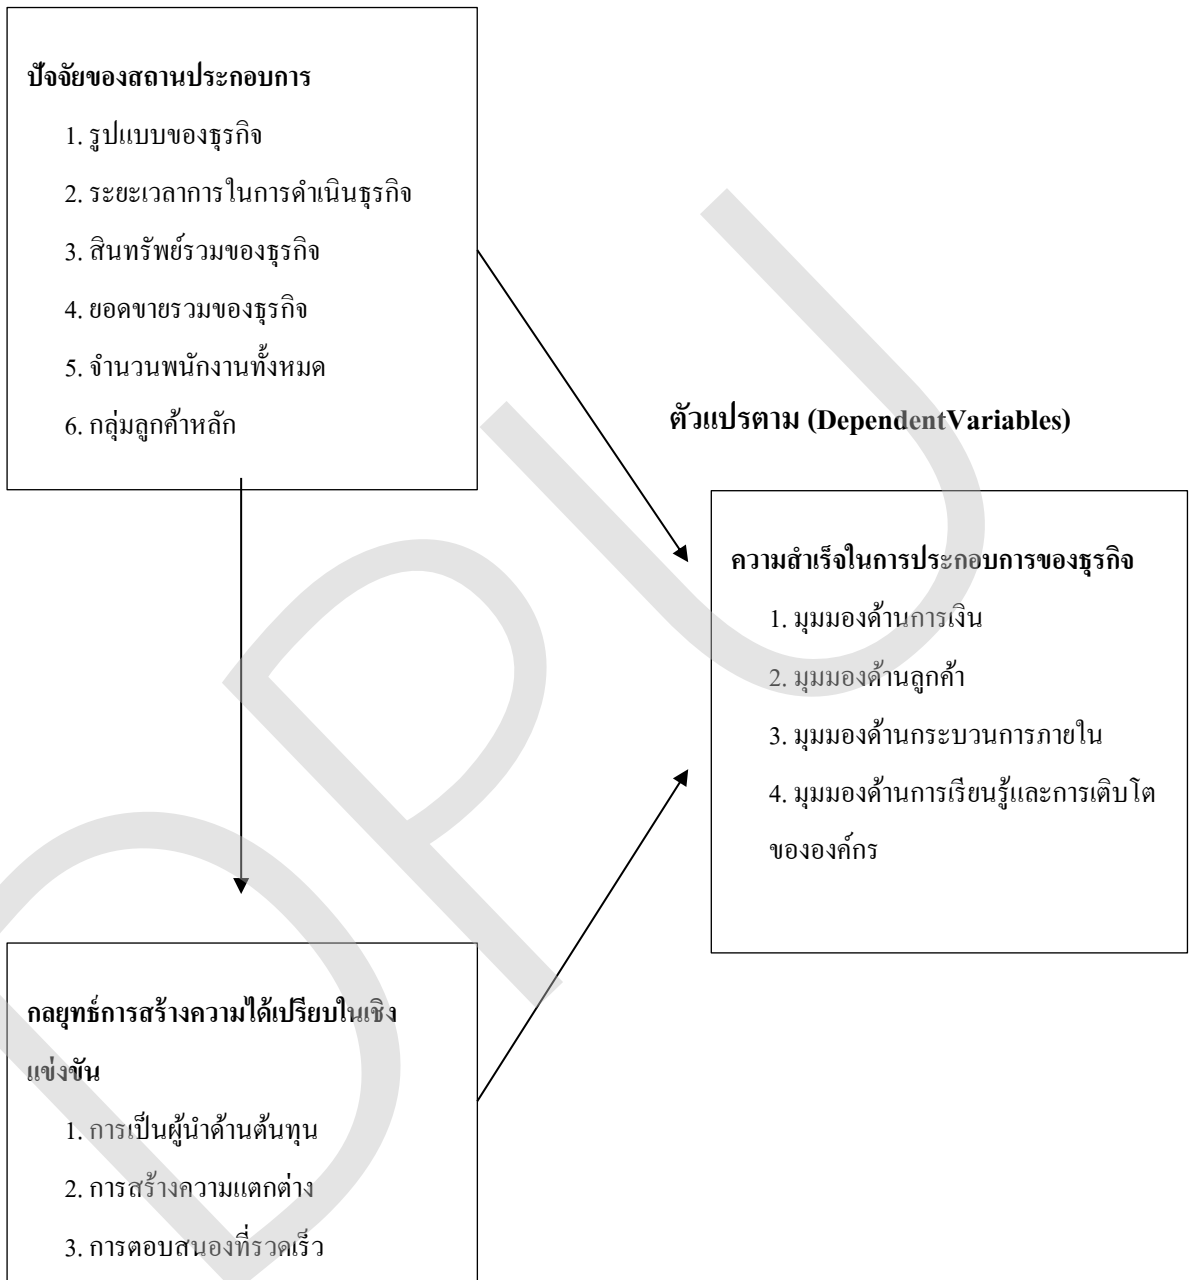 ปัจจัยของสถานประกอบการ
1. รูปแบบของธุรกิจ
2. ระยะเวลาการในการดำเนินธุรกิจ
3. สินทรัพย์รวมของธุรกิจ
4. ยอดขายรวมของธุรกิจ
5. จำนวนพนักงานทั้งหมด
6. กลุ่มลูกค้าหลัก
ตัวแปรตาม (DependentVariables)
ความสำเร็จในการประกอบการของธุรกิจ
1. มุมมองด้านการเงิน
2. มุมมองด้านลูกค้า
3. มุมมองด้านกระบวนการภายใน
4. มุมมองด้านการเรียนรู้และการเติบโต
ขององค์กร
กลยุทธ์การสร้างความได้เปรียบในเชิง
แข่งขัน
1. การเป็นผู้นำด้านต้นทุน
2. การสร้างความแตกต่าง
3. การตอบสนองที่รวดเร็ว
DPU